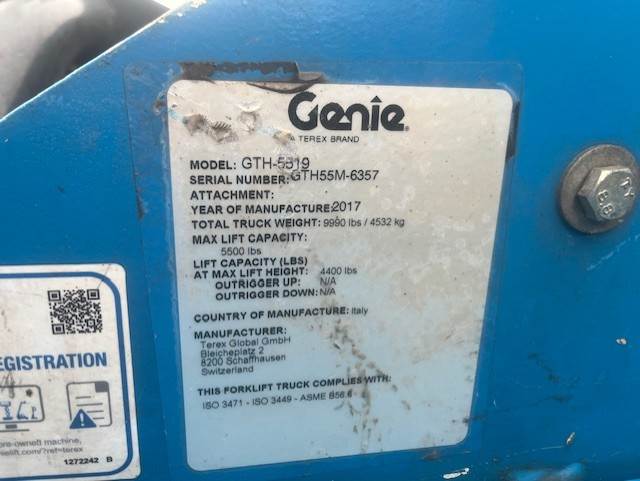 Genie
A TEREX BRAND
MODEL: GTH-5519
SERIAL NUMBER: GTH55M-6357
ATTACHMENT:
YEAR OF MANUFACTURE: 2017
TOTAL TRUCK WEIGHT: 9990 lbs / 4532 kg
MAX LIFT CAPACITY:
5500 lbs
LIFT CAPACITY (LBS)
AT MAX LIFT HEIGHT: 4400 lbs
OUTRIGGER UP: N/A
OUTRIGGER DOWN: N/A
COUNTRY OF MANUFACTURE: Italy
MANUFACTURER:
Terex Global GmbH
Bleicheplatz 2
8200 Schaffhausen
Switzerland
THIS FORKLIFT TRUCK COMPLIES WITH:
ISO 3471 - ISO 3449 - ASME B56.6
EGISTRATION
machine,
1272242 B